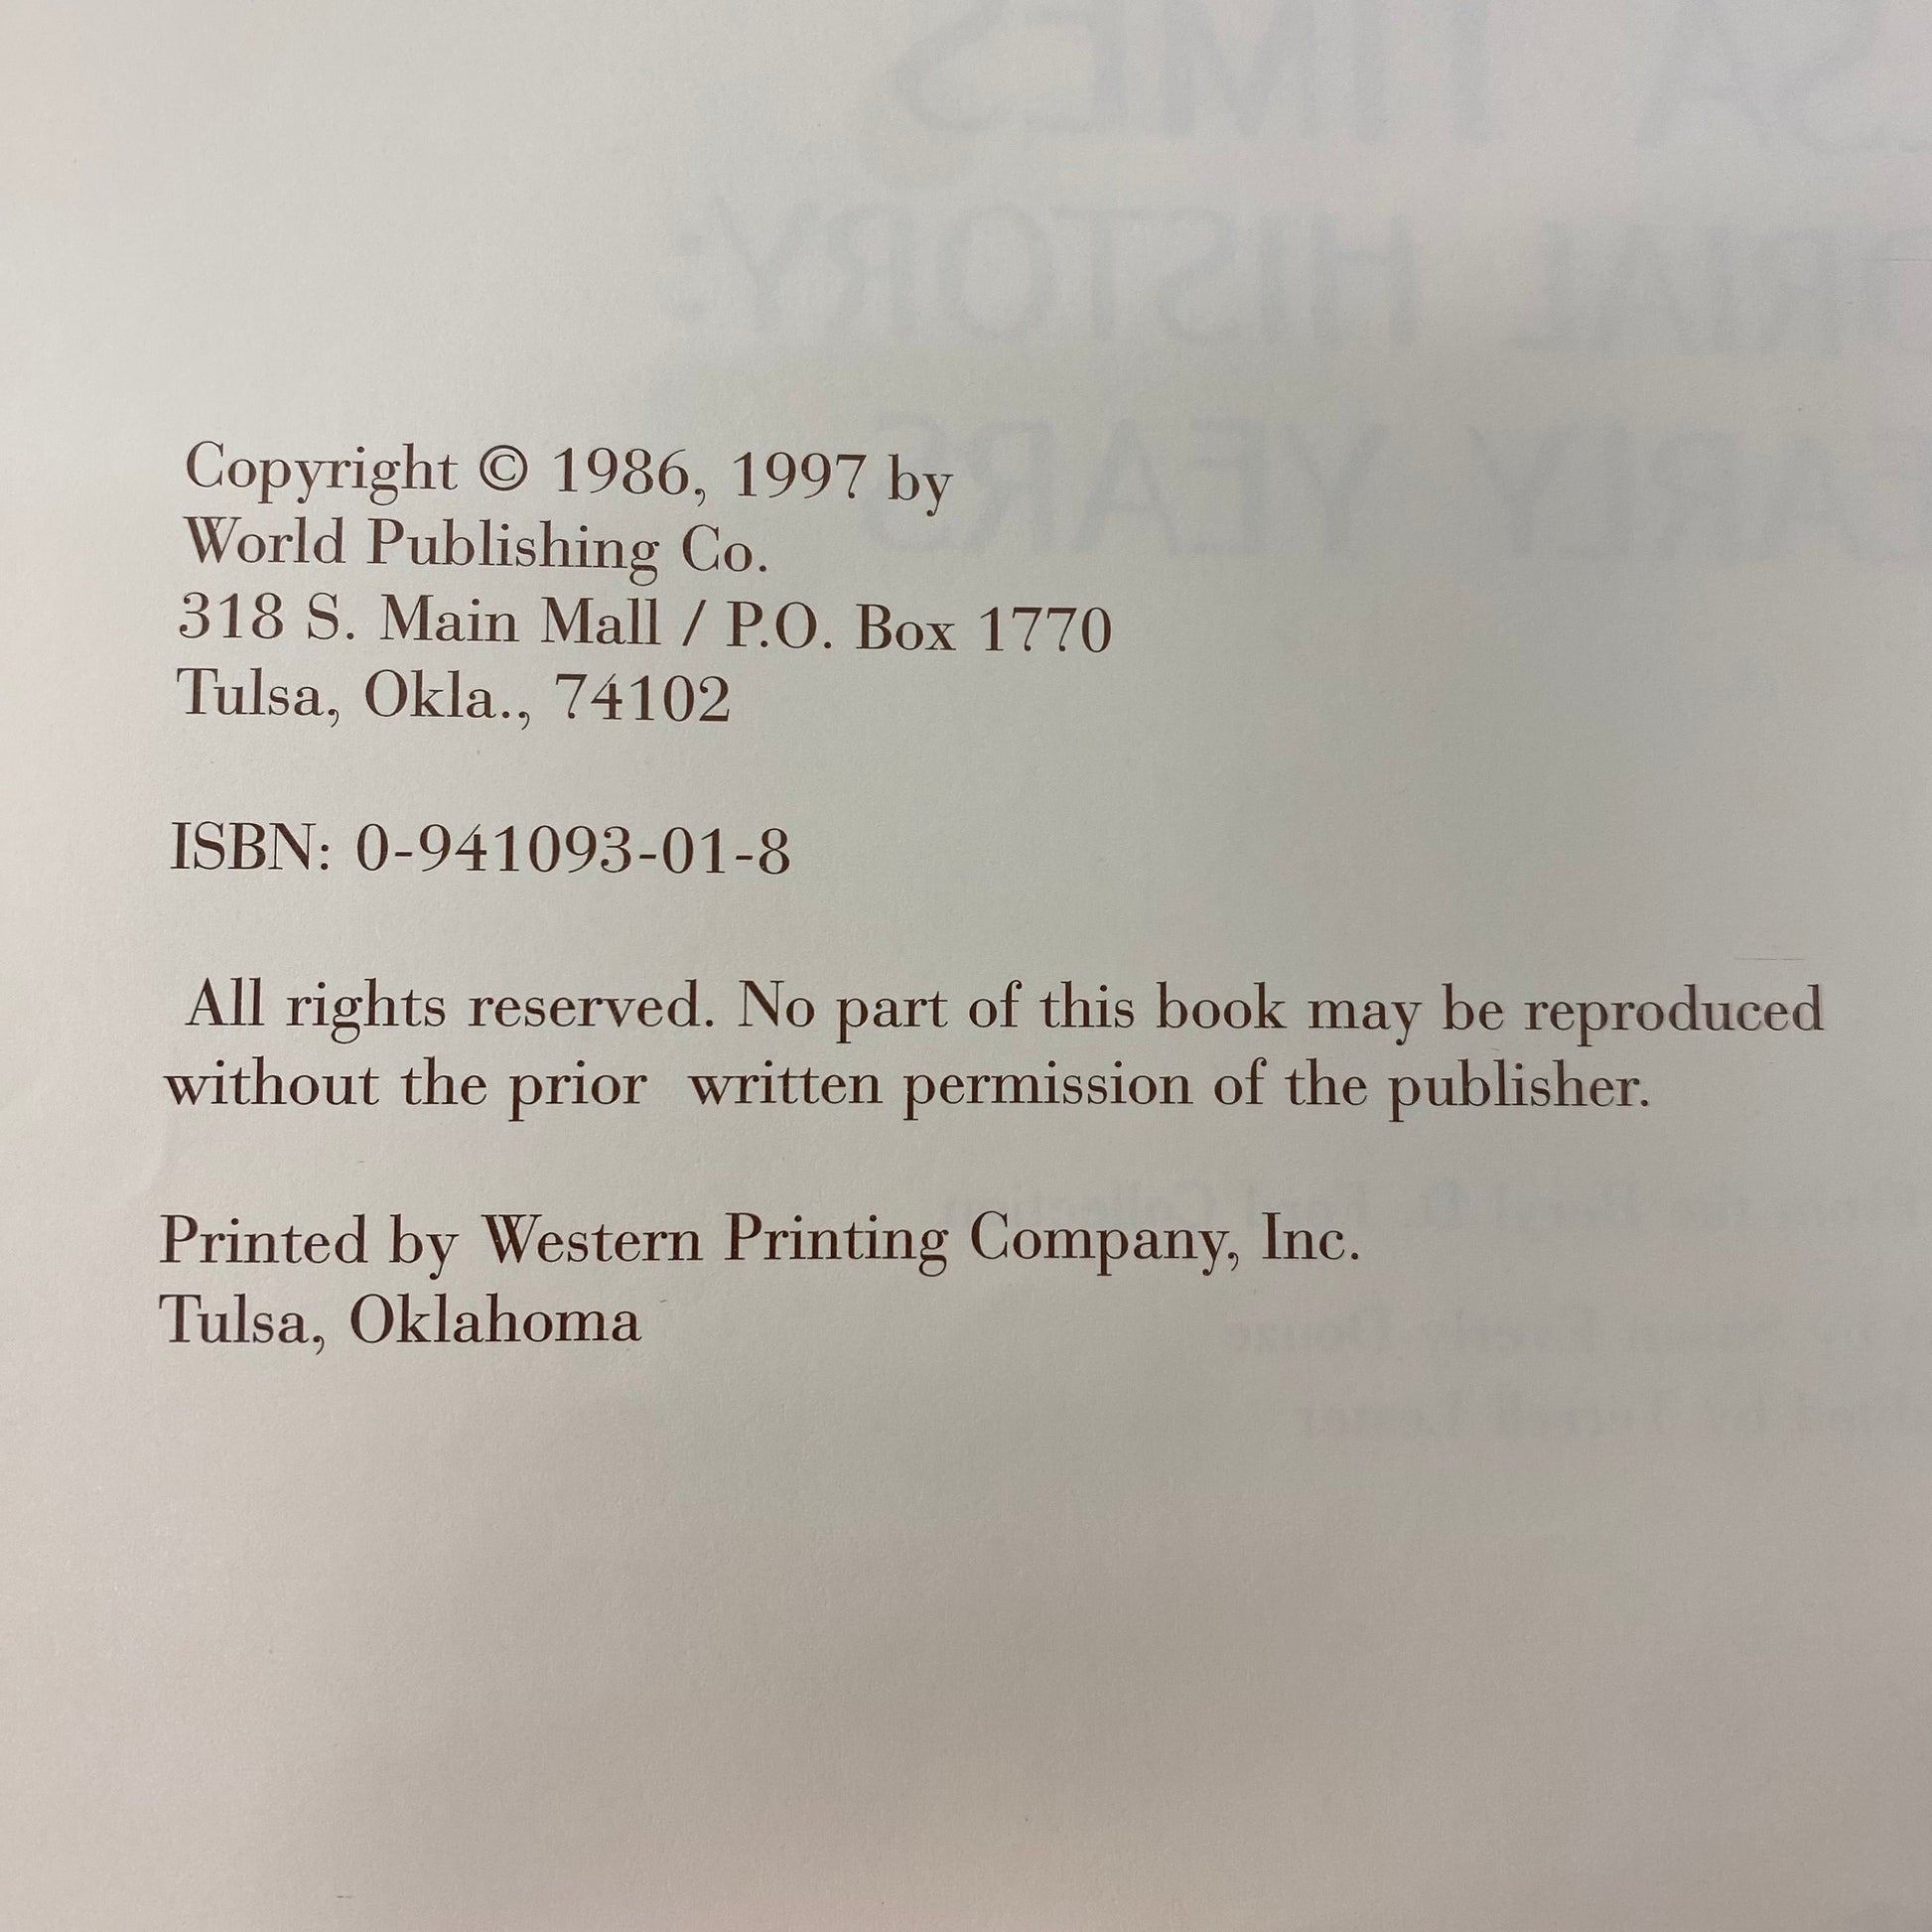 Copyright © 1986, 1997 by
World Publishing Co.
318 S. Main Mall / P.O. Box 1770
Tulsa, Okla., 74102
ISBN: 0-941093-01-8
All rights reserved. No part of this book may be reproduced
without the prior written permission of the publisher.
Printed by Western Printing Company, Inc.
Tulsa, Oklahoma